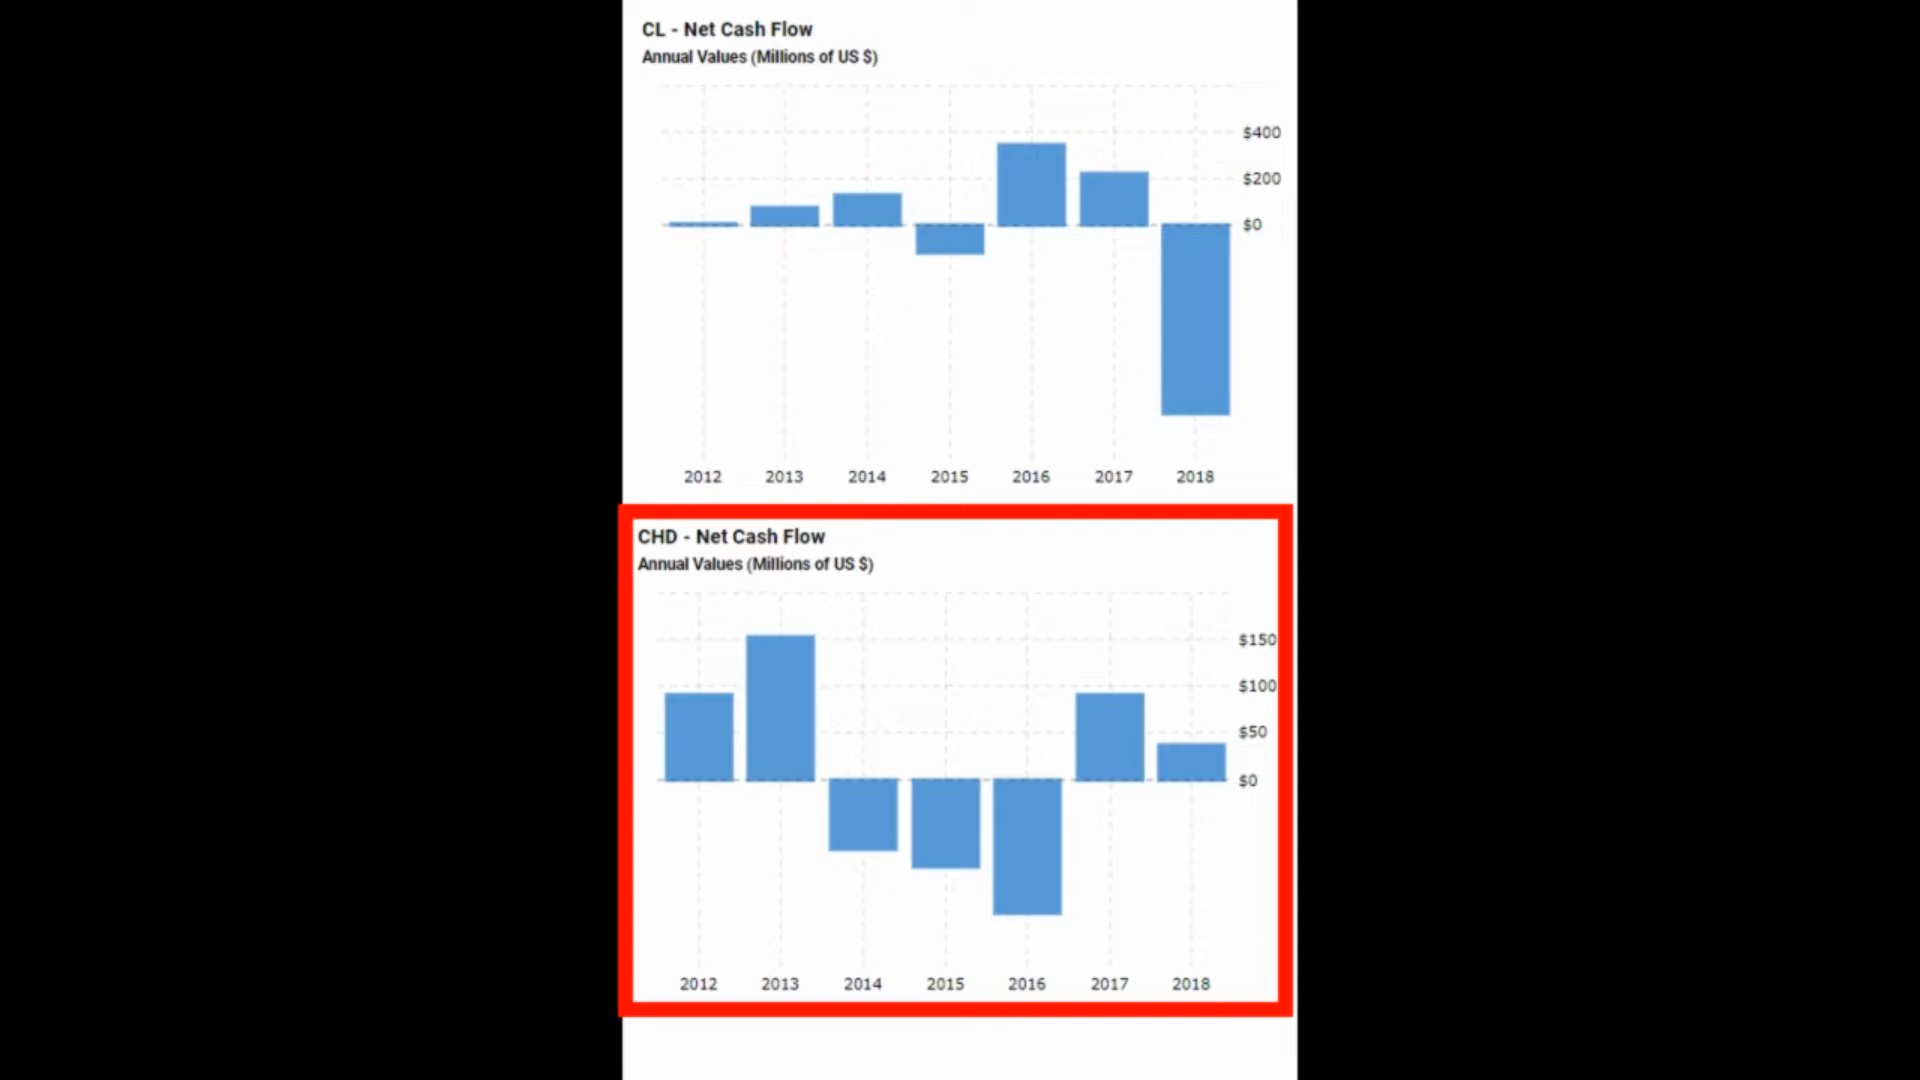 CL - Net Cash Flow
Annual Values (Millions of US $)
$400
$200
$0
2012 2013 2014 2015 2016 2017 2018
CHD - Net Cash Flow
Annual Values (Millions of US $)
$150
$100
$50
$0
2012 2013 2014 2015 2016 2017 2018